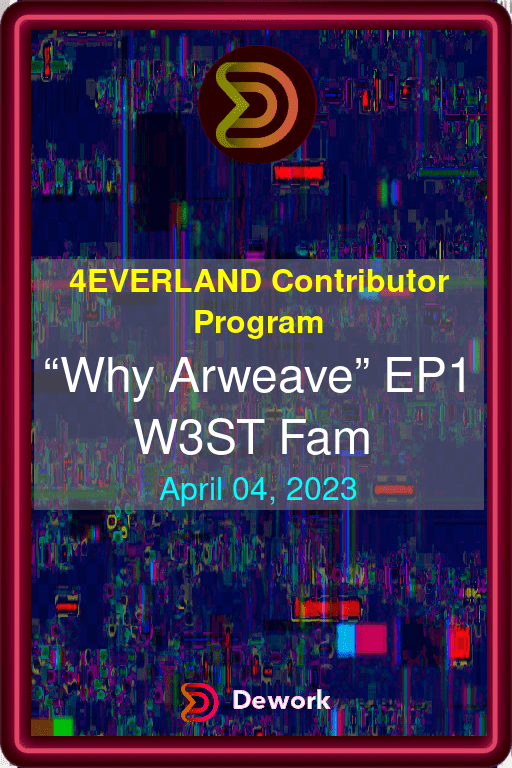 4EVERLAND Contributor
Program
“Why Arweave” EP1
W3ST Fam
April 04, 2023
Dework